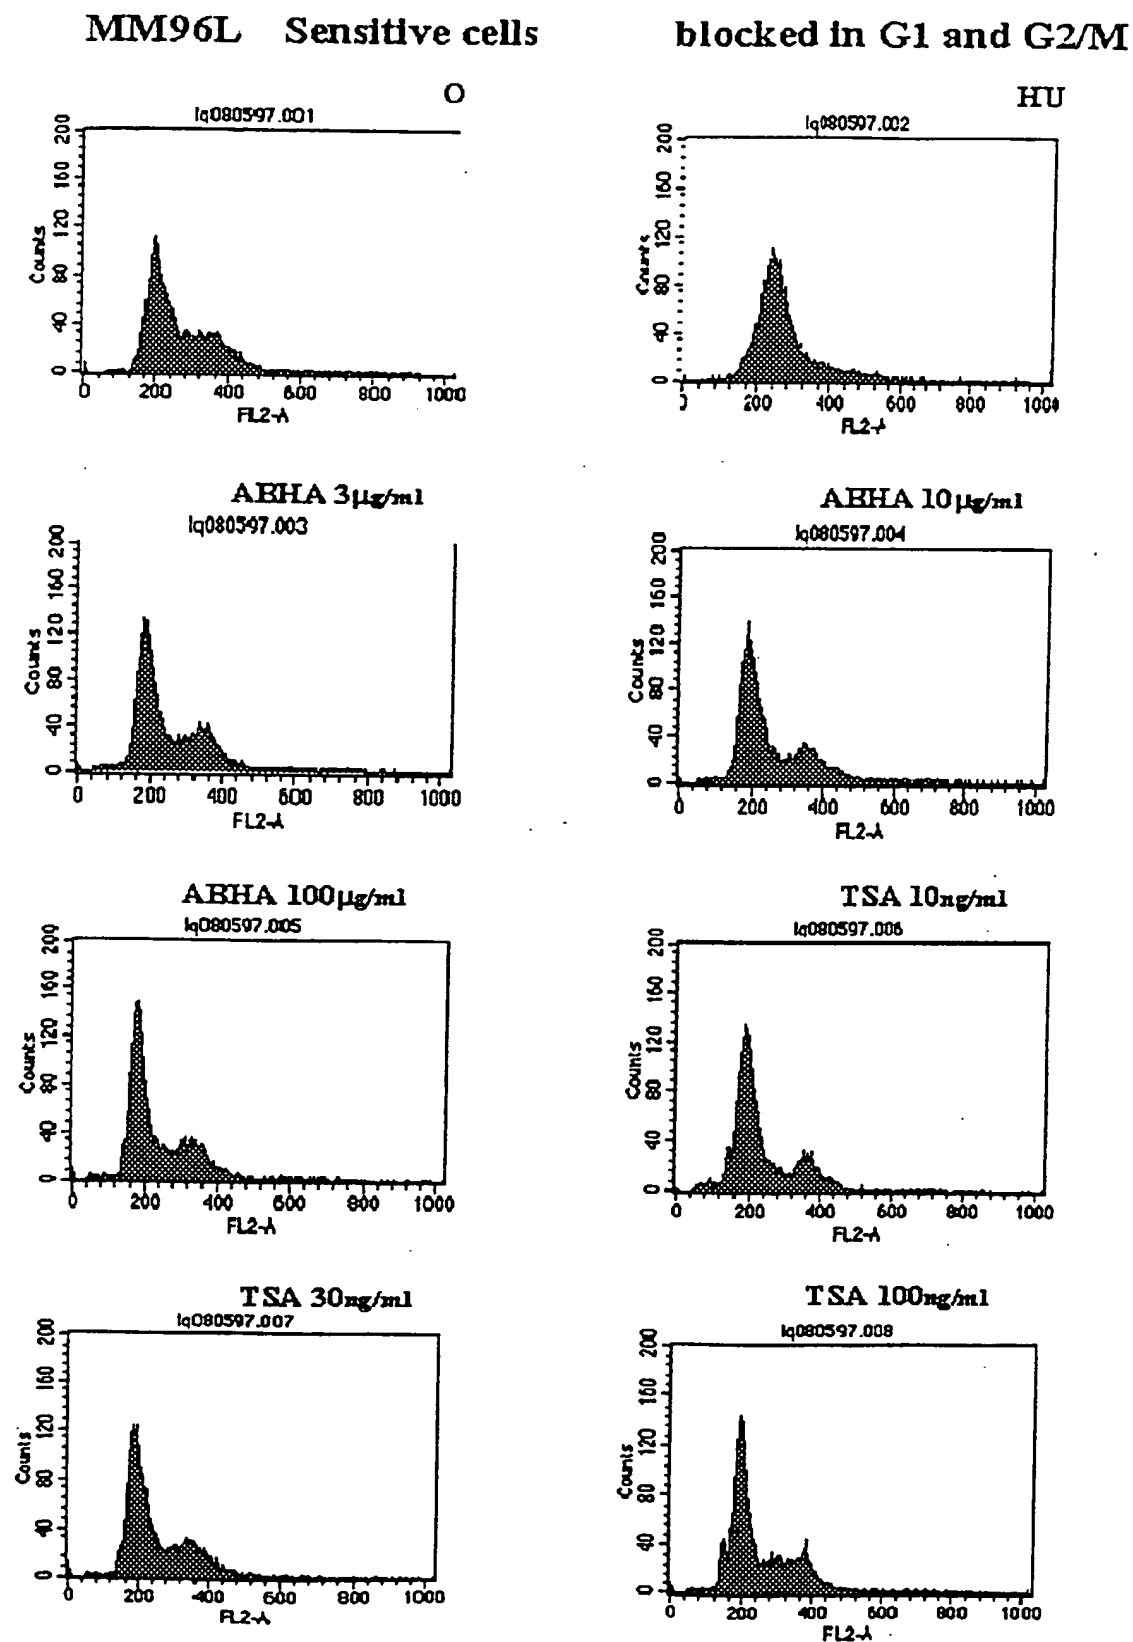 MM96L Sensitive cells blocked in G1 and G2/M
O
lq080597.001
200
160
120
80
40
0
Counts
0 200 400 600 800 1000
FL2-A
HU
lq080597.002
200
160
120
80
40
0
Counts
200 400 600 800 1000
FL2-A
ABHA 3µg/ml
lq080597.003
200
160
120
80
40
0
Counts
0 200 400 600 800 1000
FL2-A
ABHA 10µg/ml
lq080597.004
200
160
120
80
40
0
Counts
0 200 400 600 800 1000
FL2-A
ABHA 100µg/ml
lq080597.005
200
160
120
80
40
0
Counts
0 200 400 600 800 1000
FL2-A
TSA 10ng/ml
lq080597.006
200
160
120
80
40
0
Counts
0 200 400 600 800 1000
FL2-A
TSA 30ng/ml
lq080597.007
200
160
120
80
40
0
Counts
0 200 400 600 800 1000
FL2-A
TSA 100ng/ml
lq080597.008
200
160
120
80
40
0
Counts
0 200 400 600 800 1000
FL2-A